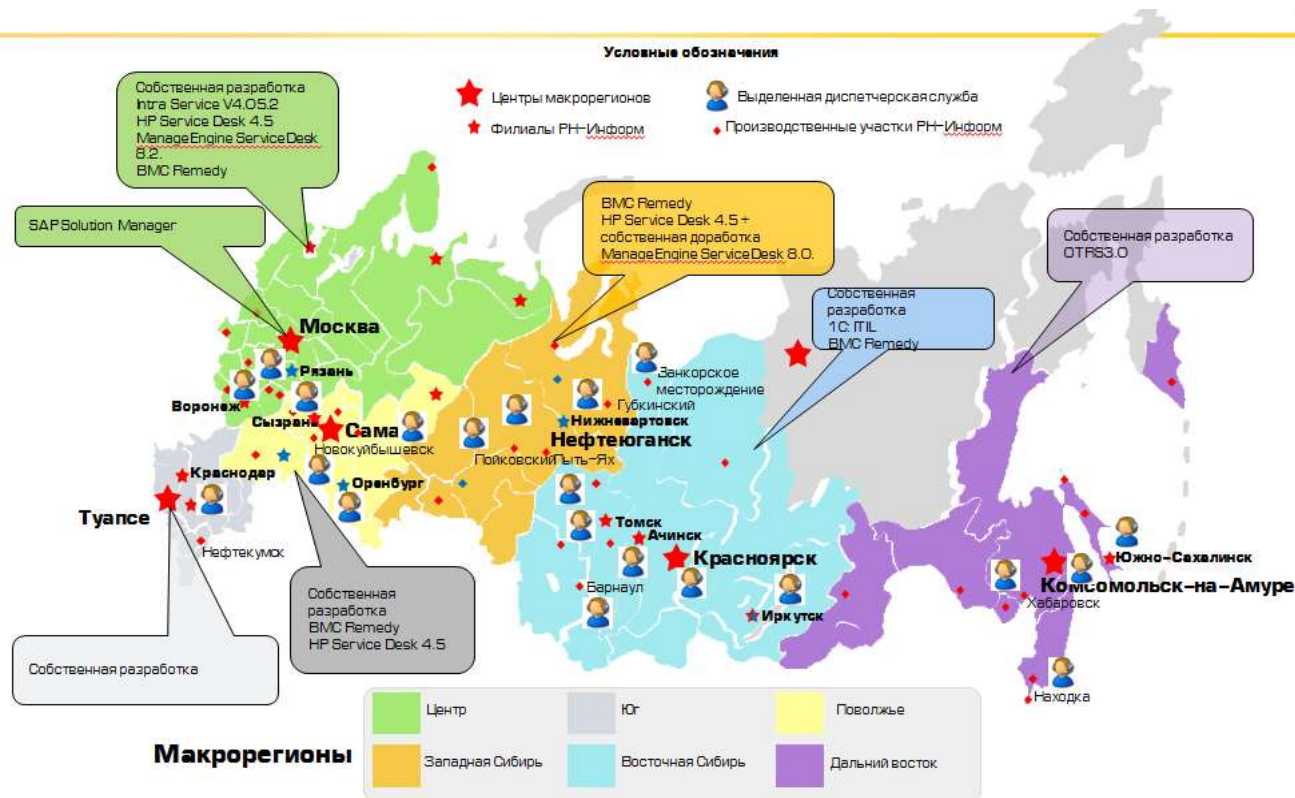 Условные обозначения
Центры макрорегионов
Выделенная диспетчерская служба
Филиалы РН-Информ
Производственные участки РН-Информ
Собственная разработка
Intra Service V4.05.2
HP Service Desk 4.5
ManageEngine ServiceDesk
8.2.
BMC Remedy
SAP Solution Manager
BMC Remedy
HP Service Desk 4.5 +
собственная доработка
ManageEngine ServiceDesk 8.0.
Собственная разработка
OTRS3.0
Собственная
разработка
1С: ITIL
BMC Remedy
Москва
Рязань
Воронеж
Сызрань
Сама
Новокуйбышевск
Оренбург
Краснодар
Туапсе
Нефтекумск
Занкорское
месторождение
Губкинский
Нижневартовск
Нефтеюганск
Пойковский
Пыть-Ях
Томск
Ачинск
Красноярск
Барнаул
Иркутск
Южно-Сахалинск
Комсомольск-на-Амуре
Хабаровск
Находка
Собственная
разработка
BMC Remedy
HP Service Desk 4.5
Собственная разработка
Макрорегионы
Центр
Юг
Поволжье
Западная Сибирь
Восточная Сибирь
Дальний восток